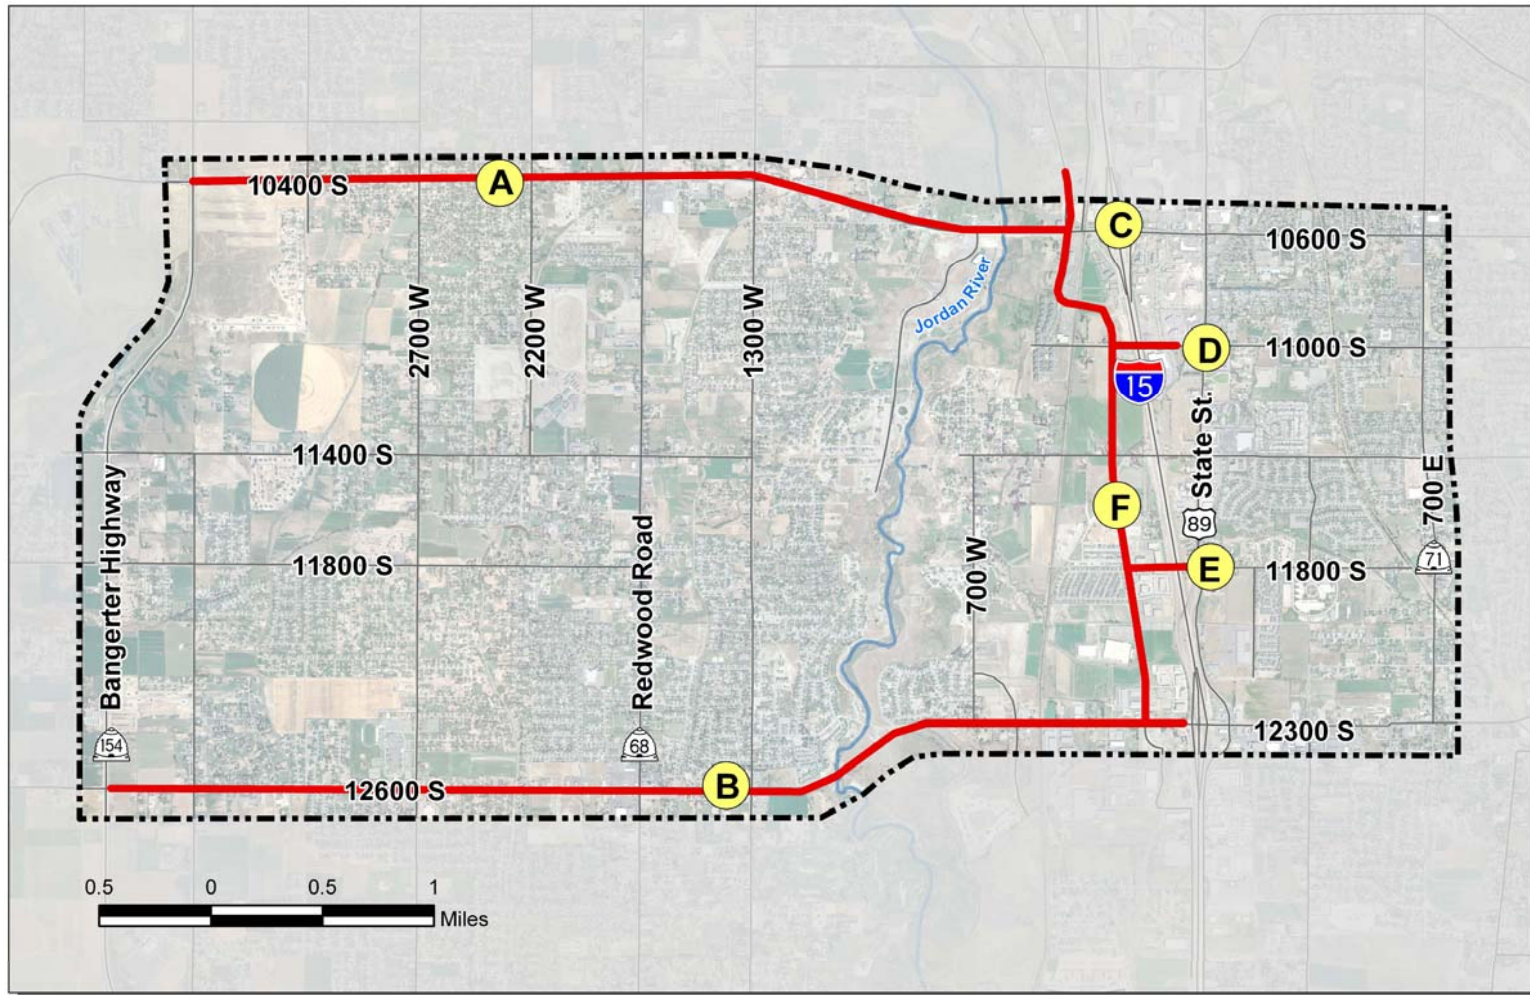 A
10400 S
C
10600 S
Jordan River
2700 W
2200 W
1300 W
D
11000 S
15
State St.
11400 S
700 E
Bangerter Highway
F
89
Redwood Road
700 W
11800 S
E
11800 S
71
154
68
12300 S
B
12600 S
0.5 0 0.5 1
Miles